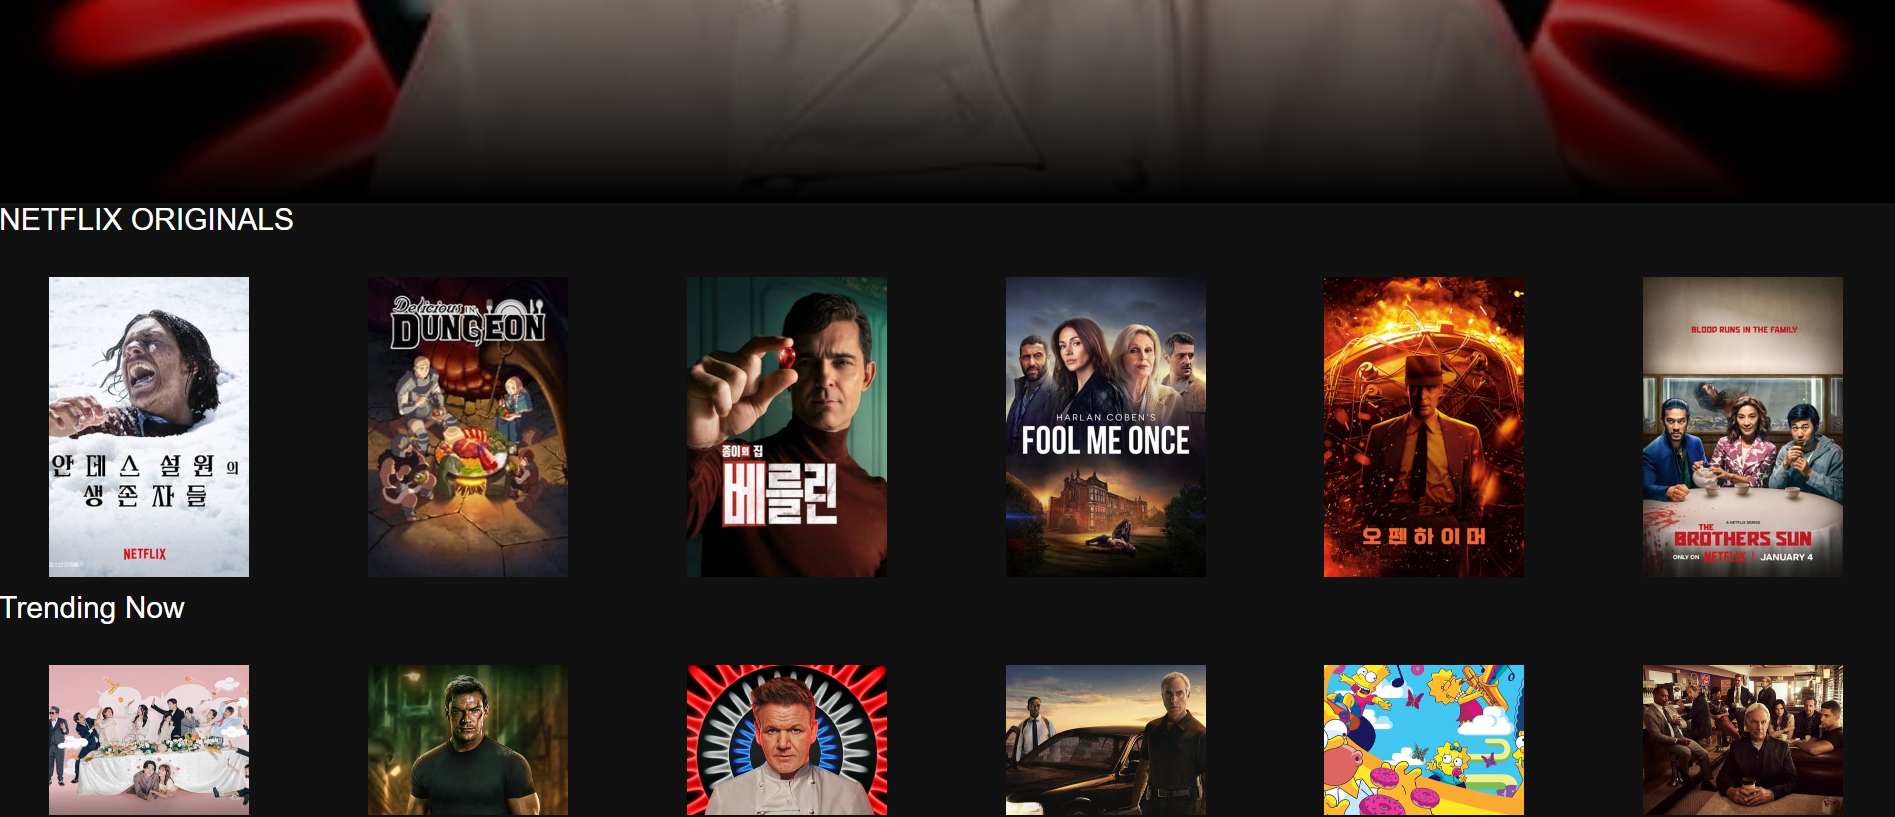 NETFLIX ORIGINALS
안데스 설원의
생존자들
NETFLIX
Delicious IN
DUNGEON
종이의 집
베를린
HARLAN COBEN'S
FOOL ME ONCE
오펜하이머
BLOOD RUNS IN THE FAMILY
A NETFLIX SERIES
THE
BROTHERS SUN
ONLY ON NETFLIX | JANUARY 4
Trending Now